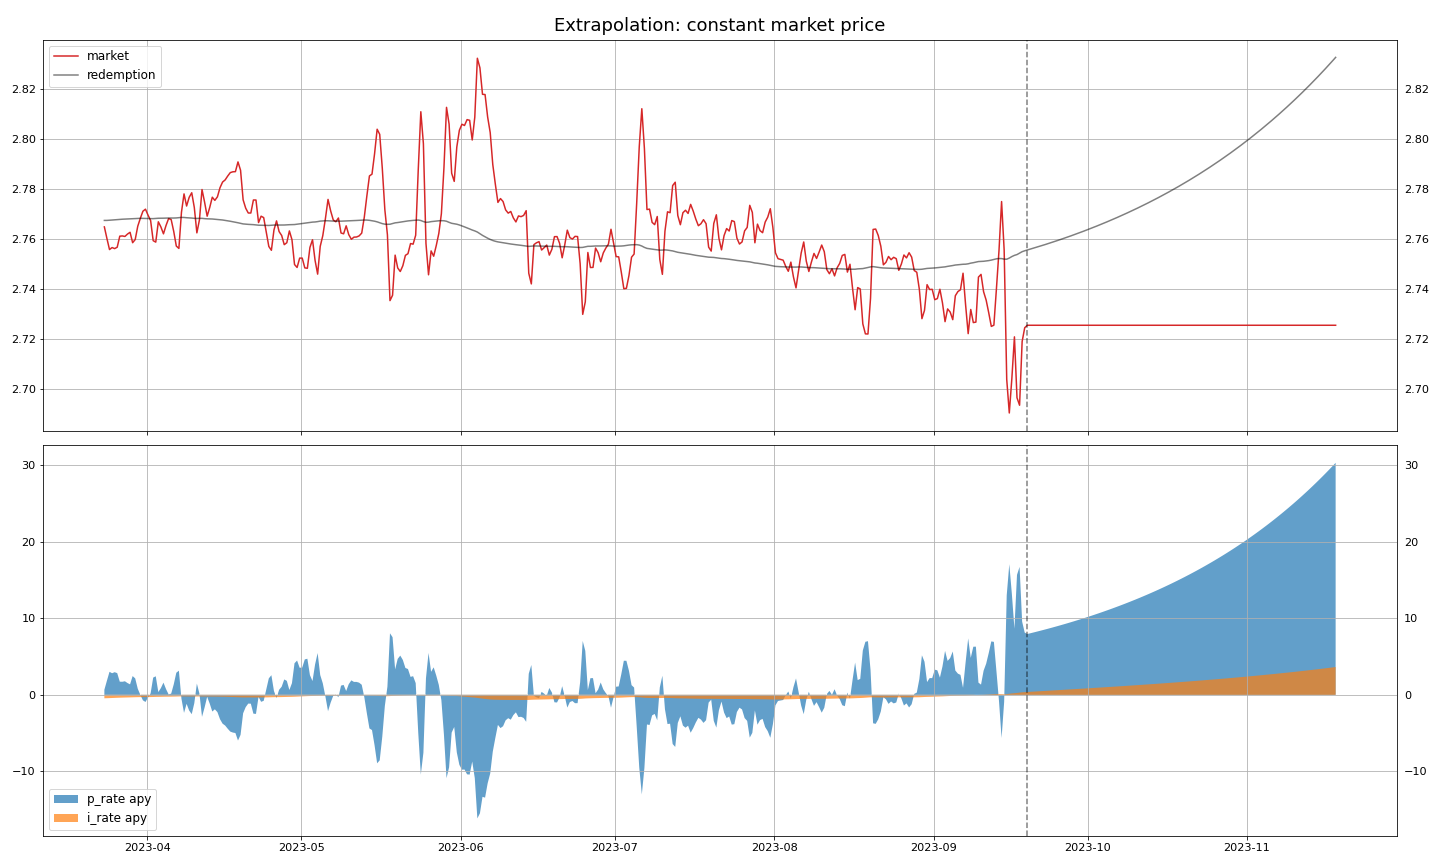 Extrapolation: constant market price
market
redemption
2.82 2.82
2.80 2.80
2.78 2.78
2.76 2.76
2.74 2.74
2.72 2.72
2.70 2.70
30 30
20 20
10 10
0 0
−10 −10
p_rate apy
i_rate apy
2023-04 2023-05 2023-06 2023-07 2023-08 2023-09 2023-10 2023-11